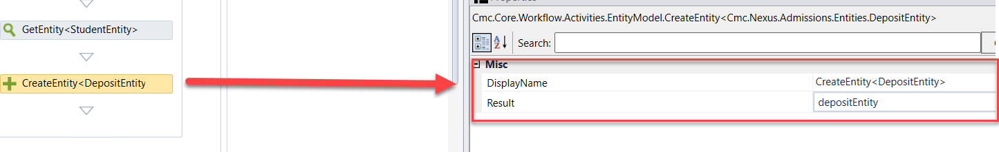 Properties
Cmc.Core.Workflow.Activities.EntityModel.CreateEntity<Cmc.Nexus.Admissions.Entities.DepositEntity>
GetEntity<StudentEntity>
Search:
Misc
CreateEntity<DepositEntity
DisplayName CreateEntity<DepositEntity>
Result depositEntity